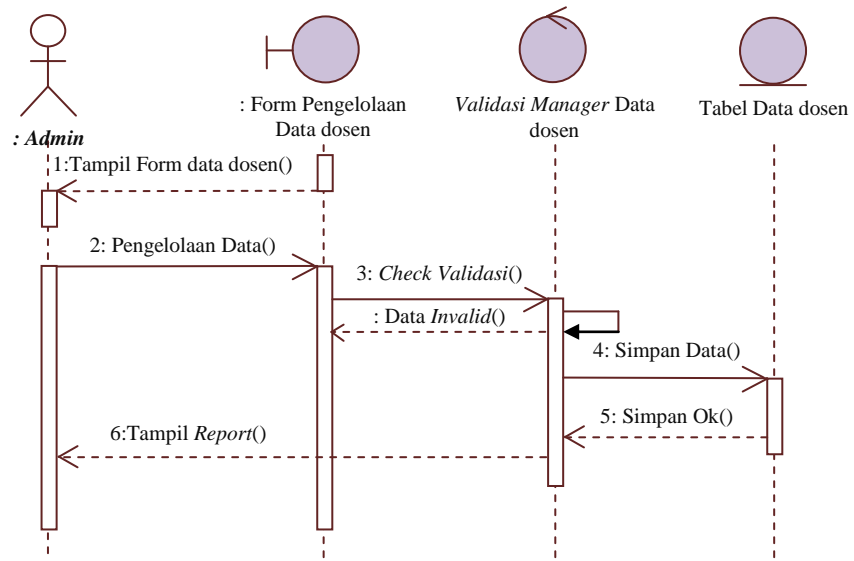 : Form Pengelolaan
Data dosen
Validasi Manager Data
dosen
Tabel Data dosen
: Admin
1:Tampil Form data dosen()
2: Pengelolaan Data()
3: Check Validasi()
: Data Invalid()
4: Simpan Data()
5: Simpan Ok()
6:Tampil Report()